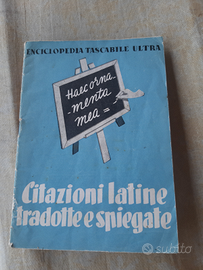 ENCICLOPEDIA TASCABILE ULTRA
Haec orna-
menta
mea =
Citazioni latine
tradotte e spiegate
subito